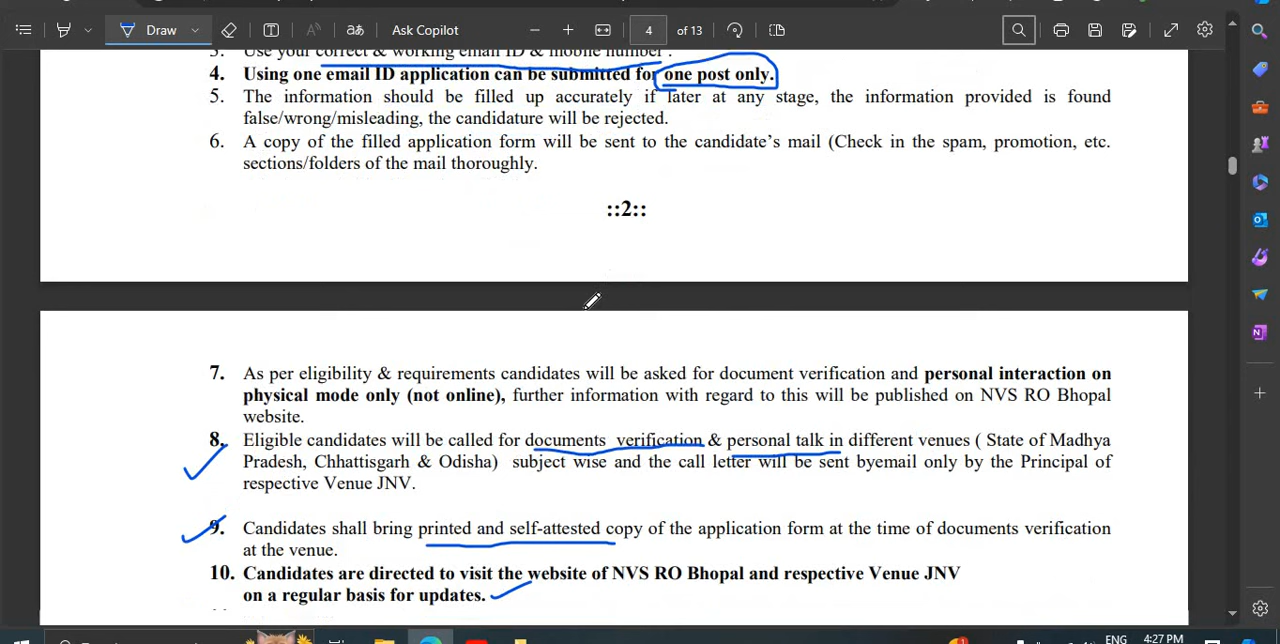 Draw
Ask Copilot
4 of 13
3. Use your correct & working email ID & mobile number .
4. Using one email ID application can be submitted for one post only.
5. The information should be filled up accurately if later at any stage, the information provided is found
false/wrong/misleading, the candidature will be rejected.
6. A copy of the filled application form will be sent to the candidate's mail (Check in the spam, promotion, etc.
sections/folders of the mail thoroughly.
::2::
7. As per eligibility & requirements candidates will be asked for document verification and personal interaction on
physical mode only (not online), further information with regard to this will be published on NVS RO Bhopal
website.
8. Eligible candidates will be called for documents verification & personal talk in different venues ( State of Madhya
Pradesh, Chhattisgarh & Odisha) subject wise and the call letter will be sent byemail only by the Principal of
respective Venue JNV.
9. Candidates shall bring printed and self-attested copy of the application form at the time of documents verification
at the venue.
10. Candidates are directed to visit the website of NVS RO Bhopal and respective Venue JNV
on a regular basis for updates.
ENG 4:27 PM